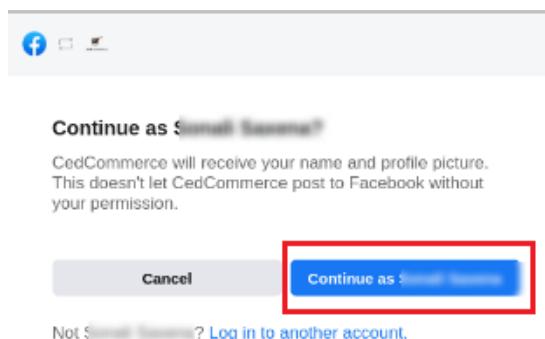 Continue as
CedCommerce will receive your name and profile picture.
This doesn't let CedCommerce post to Facebook without
your permission.
Cancel
Continue as
Not ? Log in to another account.